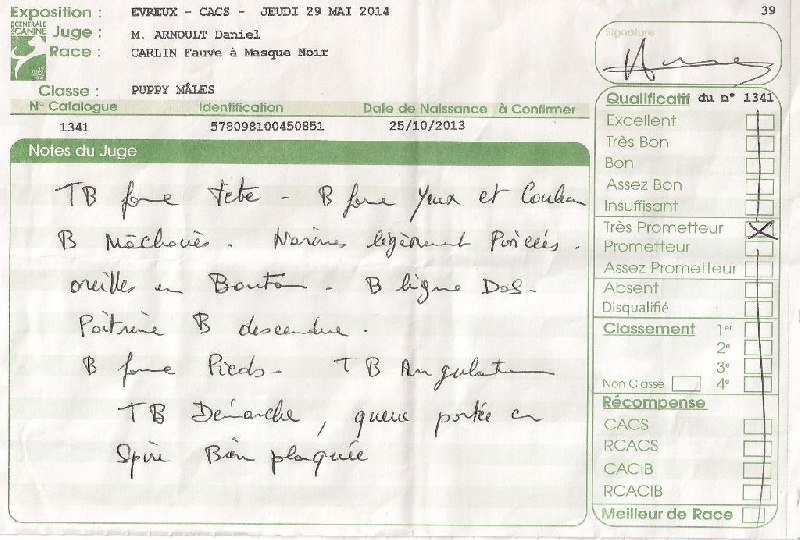 Exposition : EVREUX - CACS - JEUDI 29 MAI 2014
39
CENTRALE CANINE
Juge : M. ARNOULT Daniel
Race : CARLIN Fauve à Masque Noir
Classe : PUPPY MÂLES
N° Catalogue Identification Date de Naissance à Confirmer
1341 578098100450851 25/10/2013
Signature :
Notes du Juge
TB forme tête - B forme Yeux et Couleur
B Mâchoires. Narines légèrement Pincées.
oreilles en Bouton - B ligne Dos -
Poitrine B descendue.
B forme Pieds - TB Angulation
TB Démarche, queue portée en
Spire Bien plaquée
Qualificatif du n° 1341
Excellent
Très Bon
Bon
Assez Bon
Insuffisant
Très Prometteur
Prometteur
Assez Prometteur
Absent
Disqualifié
Classement 1er
2e
3e
Non Classé 4e
Récompense
CACS
RCACS
CACIB
RCACIB
Meilleur de Race